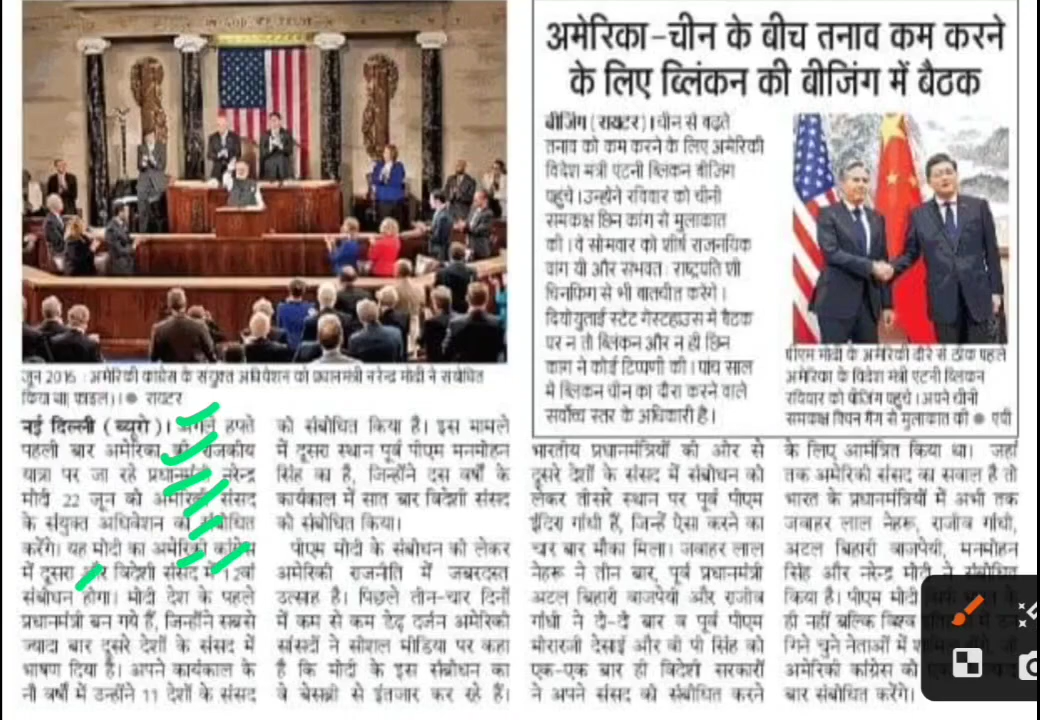 अमेरिका-चीन के बीच तनाव कम करने
के लिए ब्लिंकन की बीजिंग में बैठक
बीजिंग (रायटर)। चीन से बढ़ते
तनाव को कम करने के लिए अमेरिकी
विदेश मंत्री एंटनी ब्लिंकन बीजिंग
पहुंचे। उन्होंने रविवार को चीनी
समकक्ष छिन कांग से मुलाकात
की। वे सोमवार को शीर्ष राजनयिक
वांग यी और संभवत: राष्ट्रपति शी
चिनफिंग से भी बातचीत करेंगे।
दियोयुताई स्टेट गेस्टहाउस में बैठक
पर न तो ब्लिंकन और न ही छिन
कांग ने कोई टिप्पणी की। पांच साल
में ब्लिंकन चीन का दौरा करने वाले
सर्वोच्च स्तर के अधिकारी हैं।
पीएम मोदी के अमेरिकी दौरे से ठीक पहले
अमेरिका के विदेश मंत्री एंटनी ब्लिंकन
रविवार को बीजिंग पहुंचे। अपने चीनी
समकक्ष क्विन गैंग से मुलाकात की ● एपी
जून 2016 : अमेरिकी कांग्रेस के संयुक्त अधिवेशन को प्रधानमंत्री नरेन्द्र मोदी ने संबोधित
किया था( फाइल)।● रायटर
नई दिल्ली (ब्यूरो)। अगले हफ्ते
पहली बार अमेरिका की राजकीय
यात्रा पर जा रहे प्रधानमंत्री नरेन्द्र
मोदी 22 जून को अमेरिकी संसद
के संयुक्त अधिवेशन को संबोधित
करेंगे। यह मोदी का अमेरिकी कांग्रेस
में दूसरा और विदेशी संसद में 12वां
संबोधन होगा। मोदी देश के पहले
प्रधानमंत्री बन गये हैं, जिन्होंने सबसे
ज्यादा बार दूसरे देशों के संसद में
भाषण दिया है। अपने कार्यकाल के
नौ वर्षों में उन्होंने 11 देशों के संसद
को संबोधित किया है। इस मामले
में दूसरा स्थान पूर्व पीएम मनमोहन
सिंह का है, जिन्होंने दस वर्षों के
कार्यकाल में सात बार विदेशी संसद
को संबोधित किया।
पीएम मोदी के संबोधन को लेकर
अमेरिकी राजनीति में जबरदस्त
उत्साह है। पिछले तीन-चार दिनों
में कम से कम डेढ़ दर्जन अमेरिकी
सांसदों ने सोशल मीडिया पर कहा
है कि मोदी के इस संबोधन का
वे बेसब्री से इंतजार कर रहे हैं।
भारतीय प्रधानमंत्रियों की ओर से
दूसरे देशों के संसद में संबोधन को
लेकर तीसरे स्थान पर पूर्व पीएम
इंदिरा गांधी हैं, जिन्हें ऐसा करने का
चार बार मौका मिला। जवाहर लाल
नेहरू ने तीन बार, पूर्व प्रधानमंत्री
अटल बिहारी वाजपेयी और राजीव
गांधी ने दो-दो बार व पूर्व पीएम
मोरारजी देसाई और वी पी सिंह को
एक-एक बार ही विदेशी सरकारों
ने अपने संसद को संबोधित करने
के लिए आमंत्रित किया था। जहां
तक अमेरिकी संसद का सवाल है तो
भारत के प्रधानमंत्रियों में अभी तक
जवाहर लाल नेहरू, राजीव गांधी,
अटल बिहारी वाजपेयी, मनमोहन
सिंह और नरेन्द्र मोदी ने संबोधित
किया है। पीएम मोदी
ही नहीं बल्कि विश्व
गिने चुने नेताओं में
अमेरिकी कांग्रेस को
बार संबोधित करेंगे।